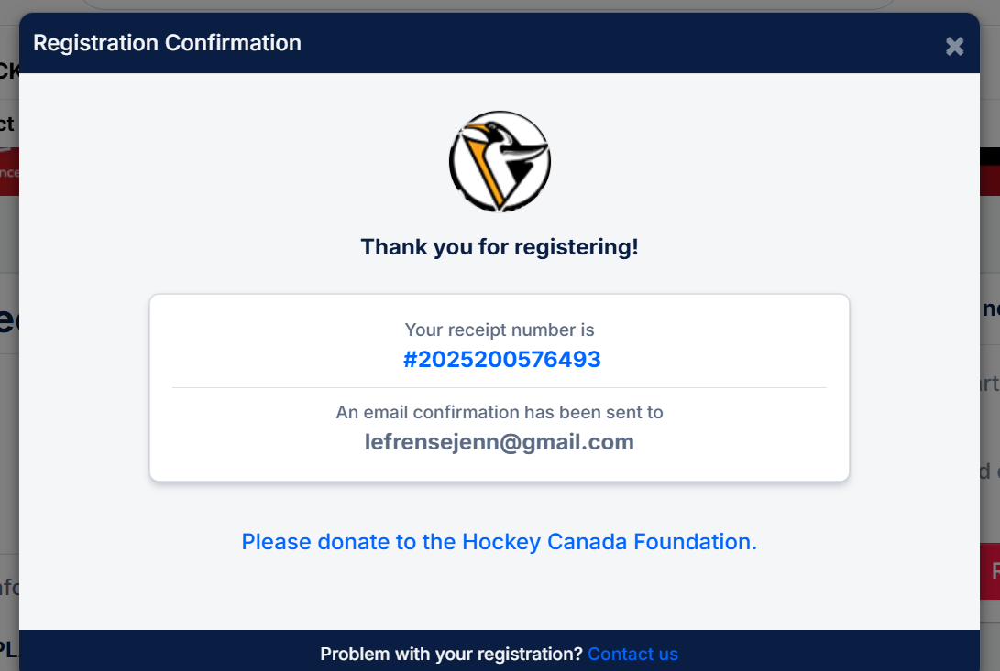 Registration Confirmation
Thank you for registering!
Your receipt number is
#2025200576493
An email confirmation has been sent to
lefrensejenn@gmail.com
Please donate to the Hockey Canada Foundation.
Problem with your registration? Contact us